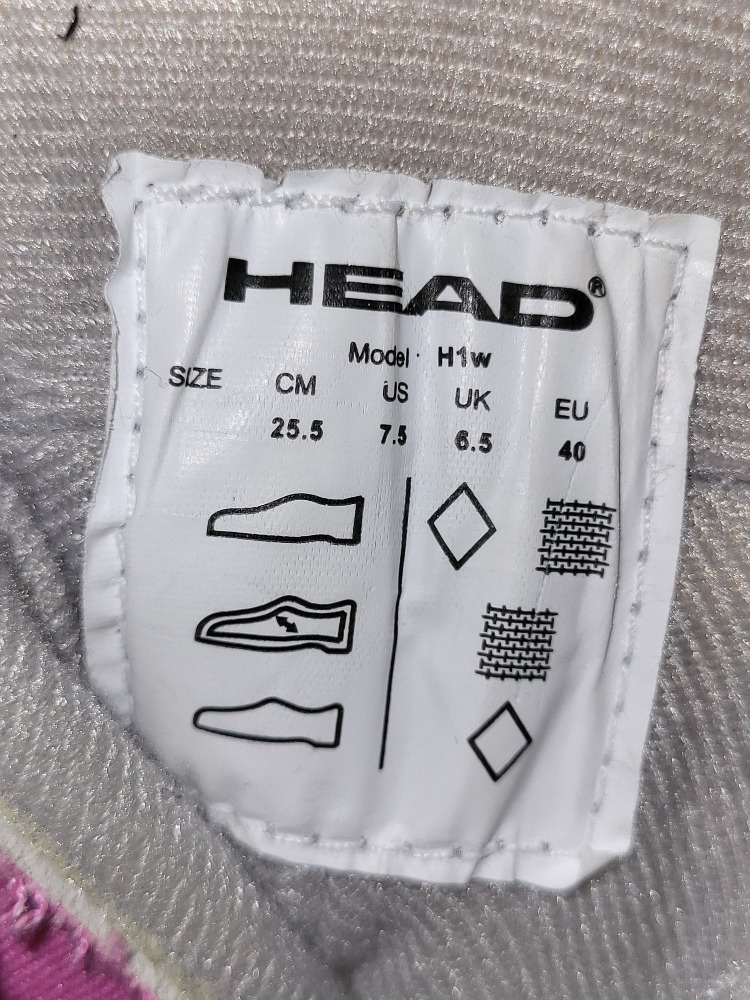 HEAD®
Model · H1w
SIZE CM US UK EU
25.5 7.5 6.5 40